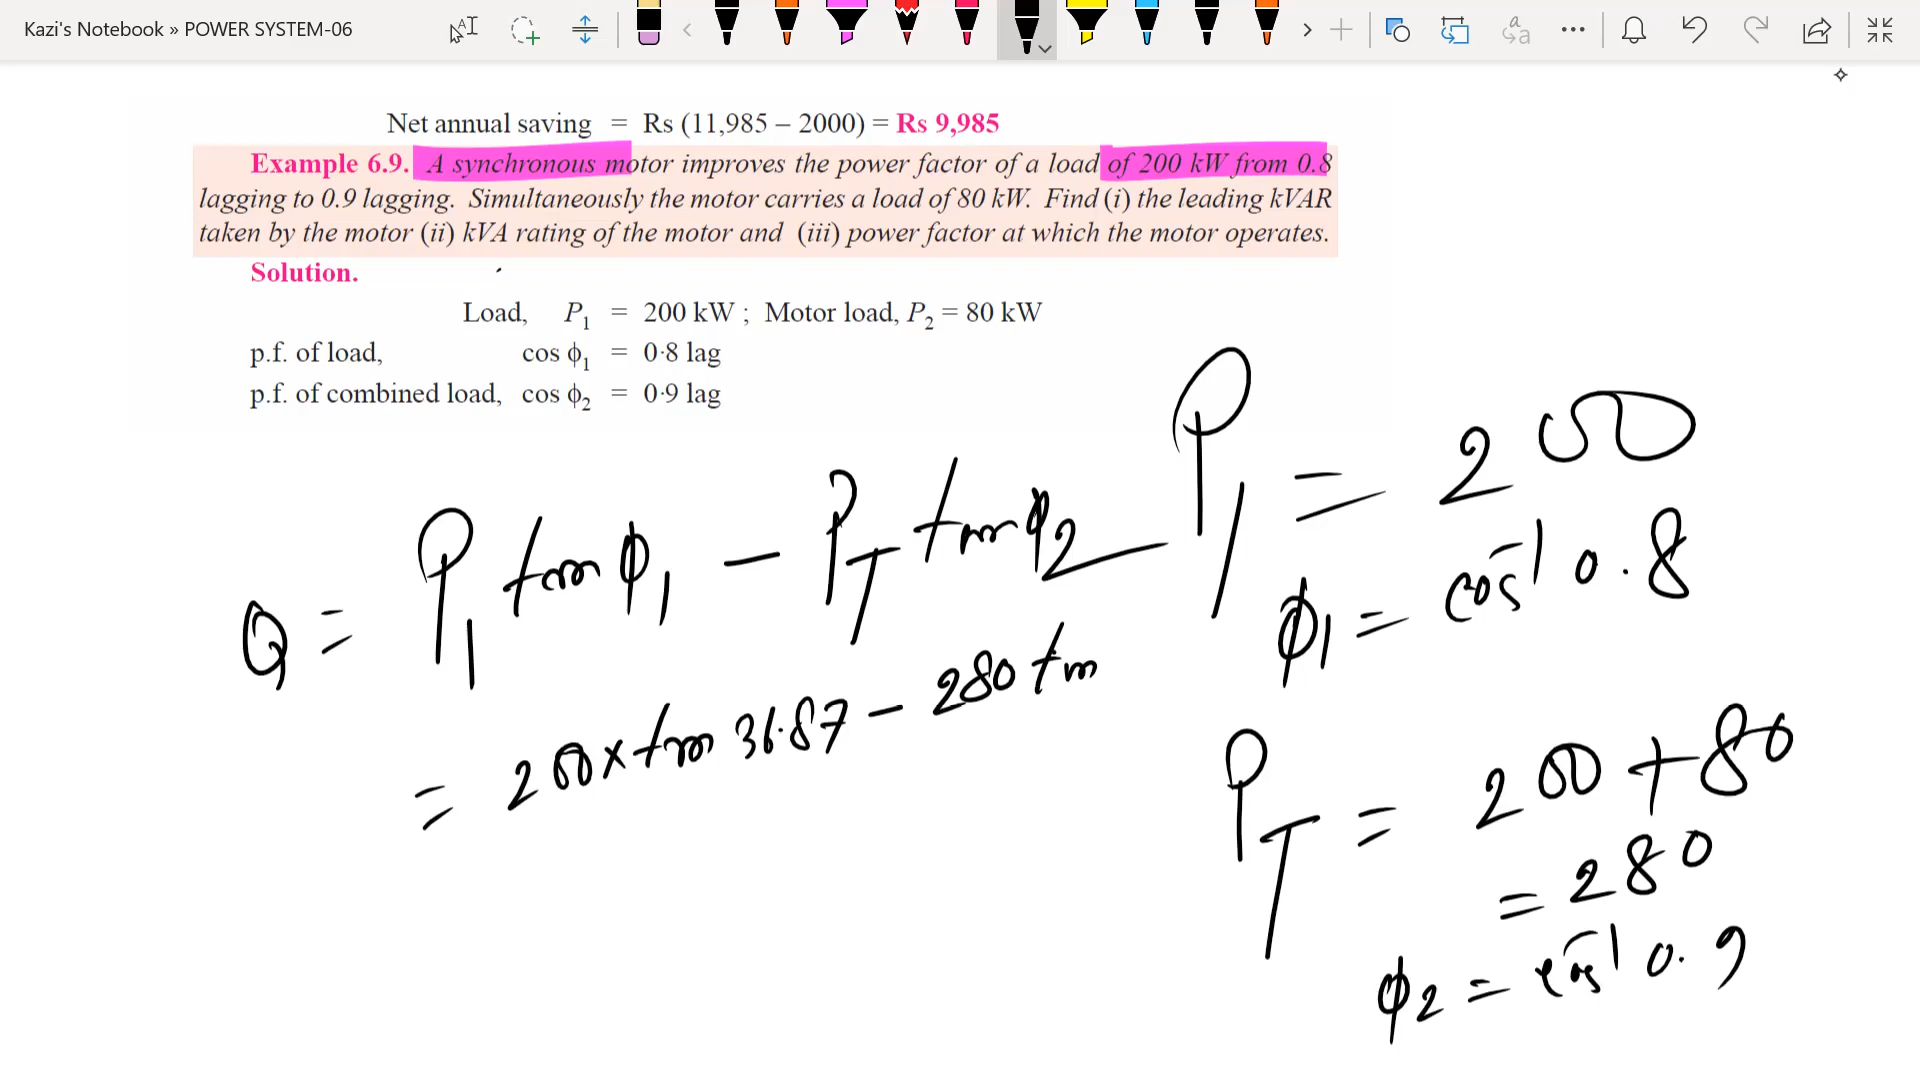 Kazi's Notebook » POWER SYSTEM-06
Net annual saving = Rs (11,985 – 2000) = Rs 9,985
Example 6.9. A synchronous motor improves the power factor of a load of 200 kW from 0.8
lagging to 0.9 lagging. Simultaneously the motor carries a load of 80 kW. Find (i) the leading kVAR
taken by the motor (ii) kVA rating of the motor and (iii) power factor at which the motor operates.
Solution.
Load, P₁ = 200 kW ; Motor load, P₂ = 80 kW
p.f. of load, cos ϕ₁ = 0·8 lag
p.f. of combined load, cos ϕ₂ = 0·9 lag
P₁ = 200
Q = P₁ tan ϕ₁ – P_T tan ϕ₂
ϕ₁ = cos⁻¹ 0.8
= 200 x tan 36.87 – 280 tan
P_T = 200 + 80
= 280
ϕ₂ = cos⁻¹ 0.9